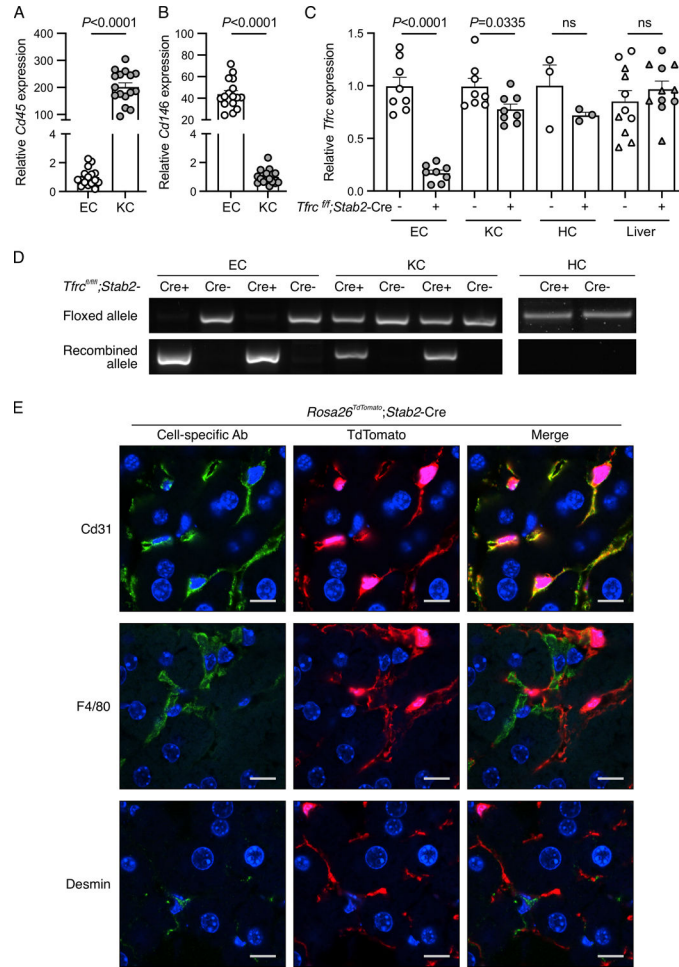 A
P<0.0001
Relative Cd45 expression
400
300
200
100
4
2
0
EC KC
B
P<0.0001
Relative Cd146 expression
100
80
60
40
20
4
2
0
EC KC
C
P<0.0001 P=0.0335 ns ns
Relative Tfrc expression
1.5
1.0
0.5
0.0
Tfrc f/f;Stab2-Cre - + - + - + - +
EC KC HC Liver
D
EC KC HC
Tfrcfl/fl;Stab2- Cre+ Cre- Cre+ Cre- Cre+ Cre- Cre+ Cre- Cre+ Cre-
Floxed allele
Recombined
allele
E
Rosa26TdTomato;Stab2-Cre
Cell-specific Ab TdTomato Merge
Cd31
F4/80
Desmin